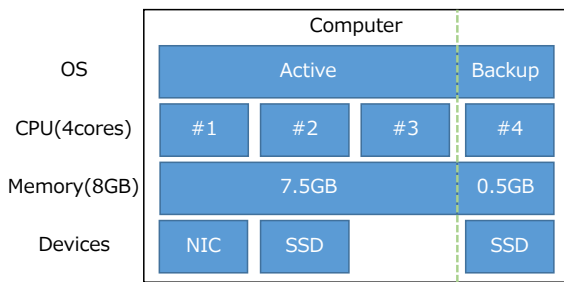 Computer
OS Active Backup
CPU(4cores) #1 #2 #3 #4
Memory(8GB) 7.5GB 0.5GB
Devices NIC SSD SSD